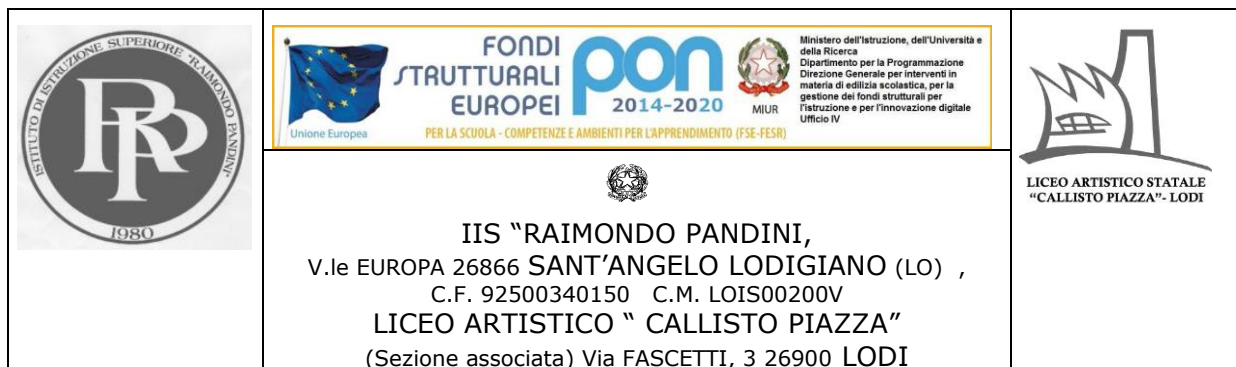 ISTITUTO DI ISTRUZIONE SUPERIORE "RAIMONDO PANDINI"
RP
1980
Unione Europea
FONDI
STRUTTURALI
EUROPEI
pon
2014-2020
MIUR
Ministero dell'Istruzione, dell'Università e
della Ricerca
Dipartimento per la Programmazione
Direzione Generale per interventi in
materia di edilizia scolastica, per la
gestione dei fondi strutturali per
l'istruzione e per l'innovazione digitale
Ufficio IV
PER LA SCUOLA - COMPETENZE E AMBIENTI PER L'APPRENDIMENTO (FSE-FESR)
LICEO ARTISTICO STATALE
"CALLISTO PIAZZA"- LODI
IIS "RAIMONDO PANDINI,
V.le EUROPA 26866 SANT'ANGELO LODIGIANO (LO) ,
C.F. 92500340150 C.M. LOIS00200V
LICEO ARTISTICO " CALLISTO PIAZZA"
(Sezione associata) Via FASCETTI, 3 26900 LODI